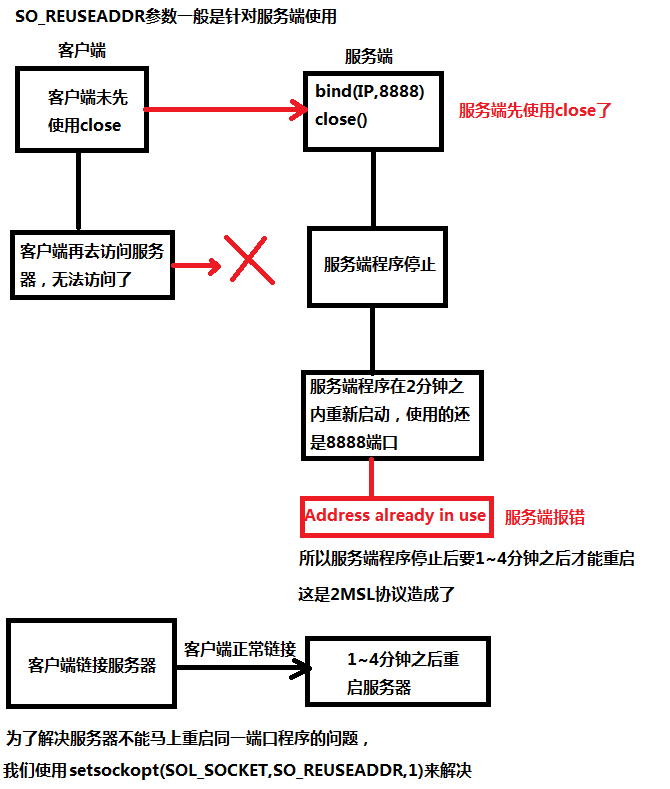 SO_REUSEADDR参数一般是针对服务端使用
客户端
服务端
客户端未先
使用close
bind(IP,8888)
close()
服务端先使用close了
客户端再去访问服务
器，无法访问了
服务端程序停止
服务端程序在2分钟之
内重新启动，使用的还
是8888端口
Address already in use
服务端报错
所以服务端程序停止后要1~4分钟之后才能重启
这是2MSL协议造成了
客户端链接服务器
客户端正常链接
1~4分钟之后重
启服务器
为了解决服务器不能马上重启同一端口程序的问题，
我们使用setsockopt(SOL_SOCKET,SO_REUSEADDR,1)来解决